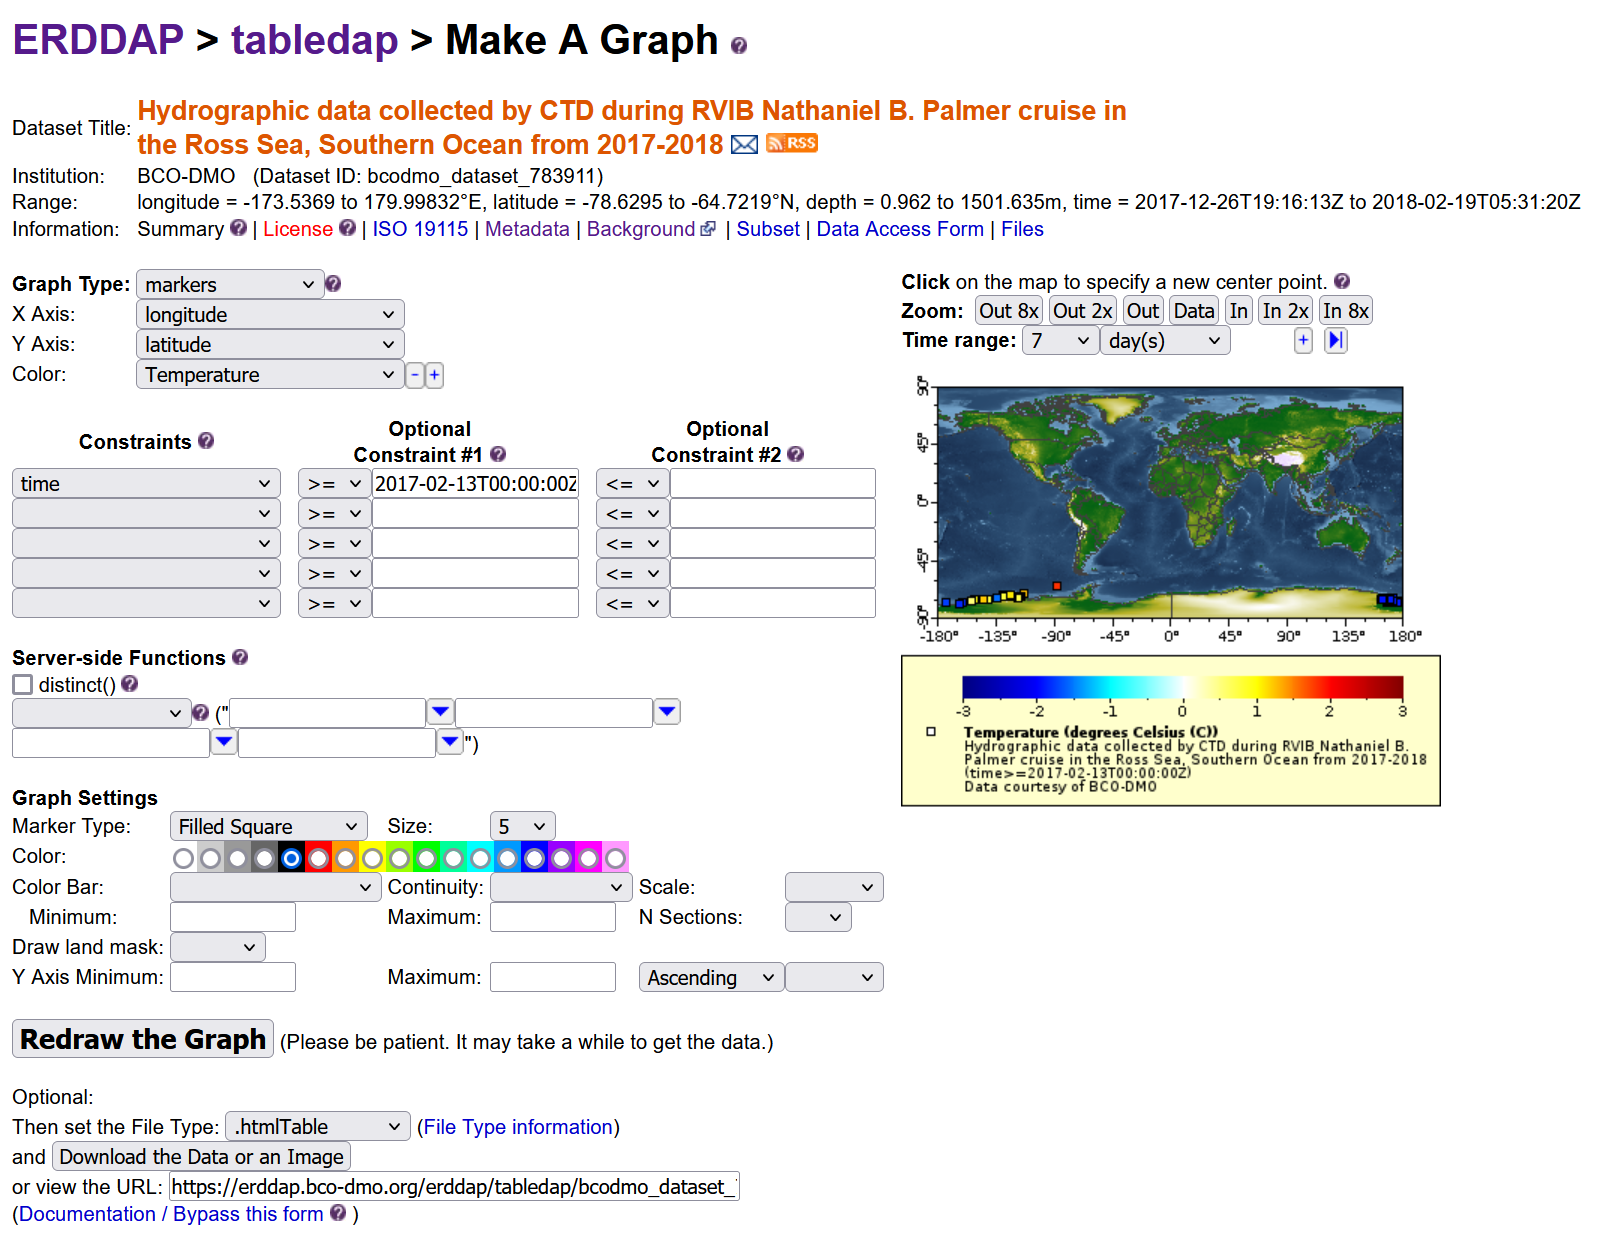 ERDDAP > tabledap > Make A Graph ?
Dataset Title: Hydrographic data collected by CTD during RVIB Nathaniel B. Palmer cruise in
the Ross Sea, Southern Ocean from 2017-2018 RSS
Institution: BCO-DMO (Dataset ID: bcodmo_dataset_783911)
Range: longitude = -173.5369 to 179.99832°E, latitude = -78.6295 to -64.7219°N, depth = 0.962 to 1501.635m, time = 2017-12-26T19:16:13Z to 2018-02-19T05:31:20Z
Information: Summary ? | License ? | ISO 19115 | Metadata | Background | Subset | Data Access Form | Files
Graph Type: markers ?
X Axis: longitude
Y Axis: latitude
Color: Temperature - +
Constraints ? Optional Constraint #1 ? Optional Constraint #2 ?
time >= 2017-02-13T00:00:00Z <=
>= <=
>= <=
>= <=
>= <=
Server-side Functions ?
distinct() ?
? ("
")
Graph Settings
Marker Type: Filled Square Size: 5
Color:
Color Bar: Continuity: Scale:
Minimum: Maximum: N Sections:
Draw land mask:
Y Axis Minimum: Maximum: Ascending
Redraw the Graph (Please be patient. It may take a while to get the data.)
Optional:
Then set the File Type: .htmlTable (File Type information)
and Download the Data or an Image
or view the URL: https://erddap.bco-dmo.org/erddap/tabledap/bcodmo_dataset_
(Documentation / Bypass this form ? )
Click on the map to specify a new center point. ?
Zoom: Out 8x Out 2x Out Data In In 2x In 8x
Time range: 7 day(s) +
90°
45°
0°
-45°
-90°
-180° -135° -90° -45° 0° 45° 90° 135° 180°
-3 -2 -1 0 1 2 3
Temperature (degrees Celsius (C))
Hydrographic data collected by CTD during RVIB Nathaniel B.
Palmer cruise in the Ross Sea, Southern Ocean from 2017-2018
(time>=2017-02-13T00:00:00Z)
Data courtesy of BCO-DMO